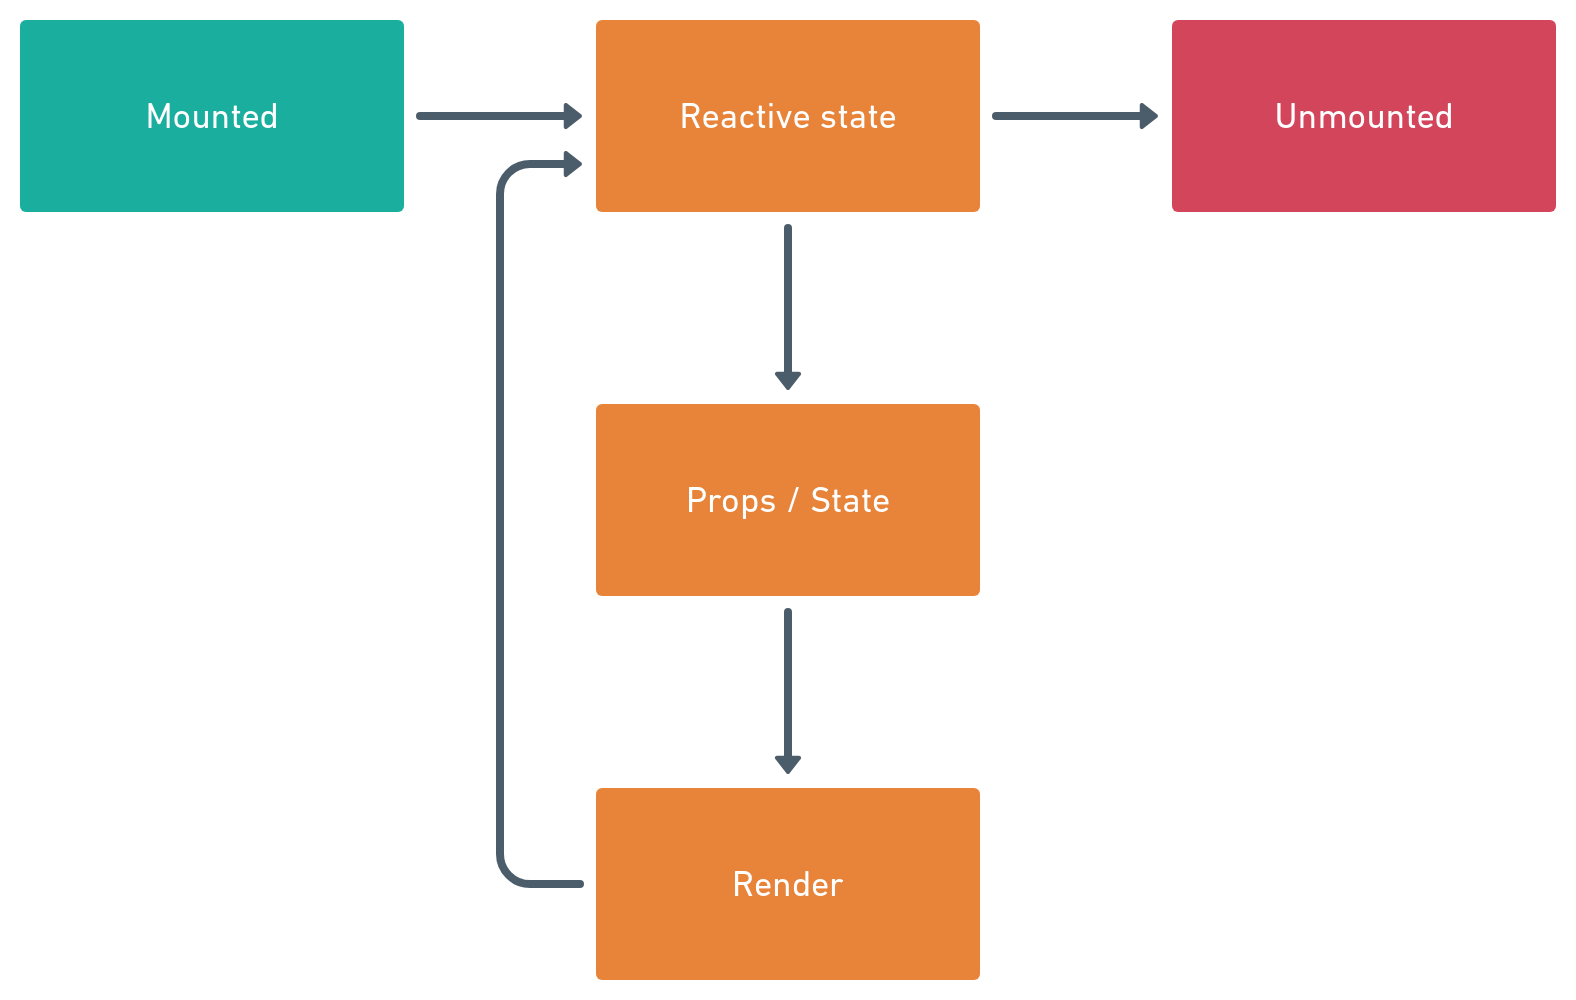 Mounted
Reactive state
Unmounted
Props / State
Render